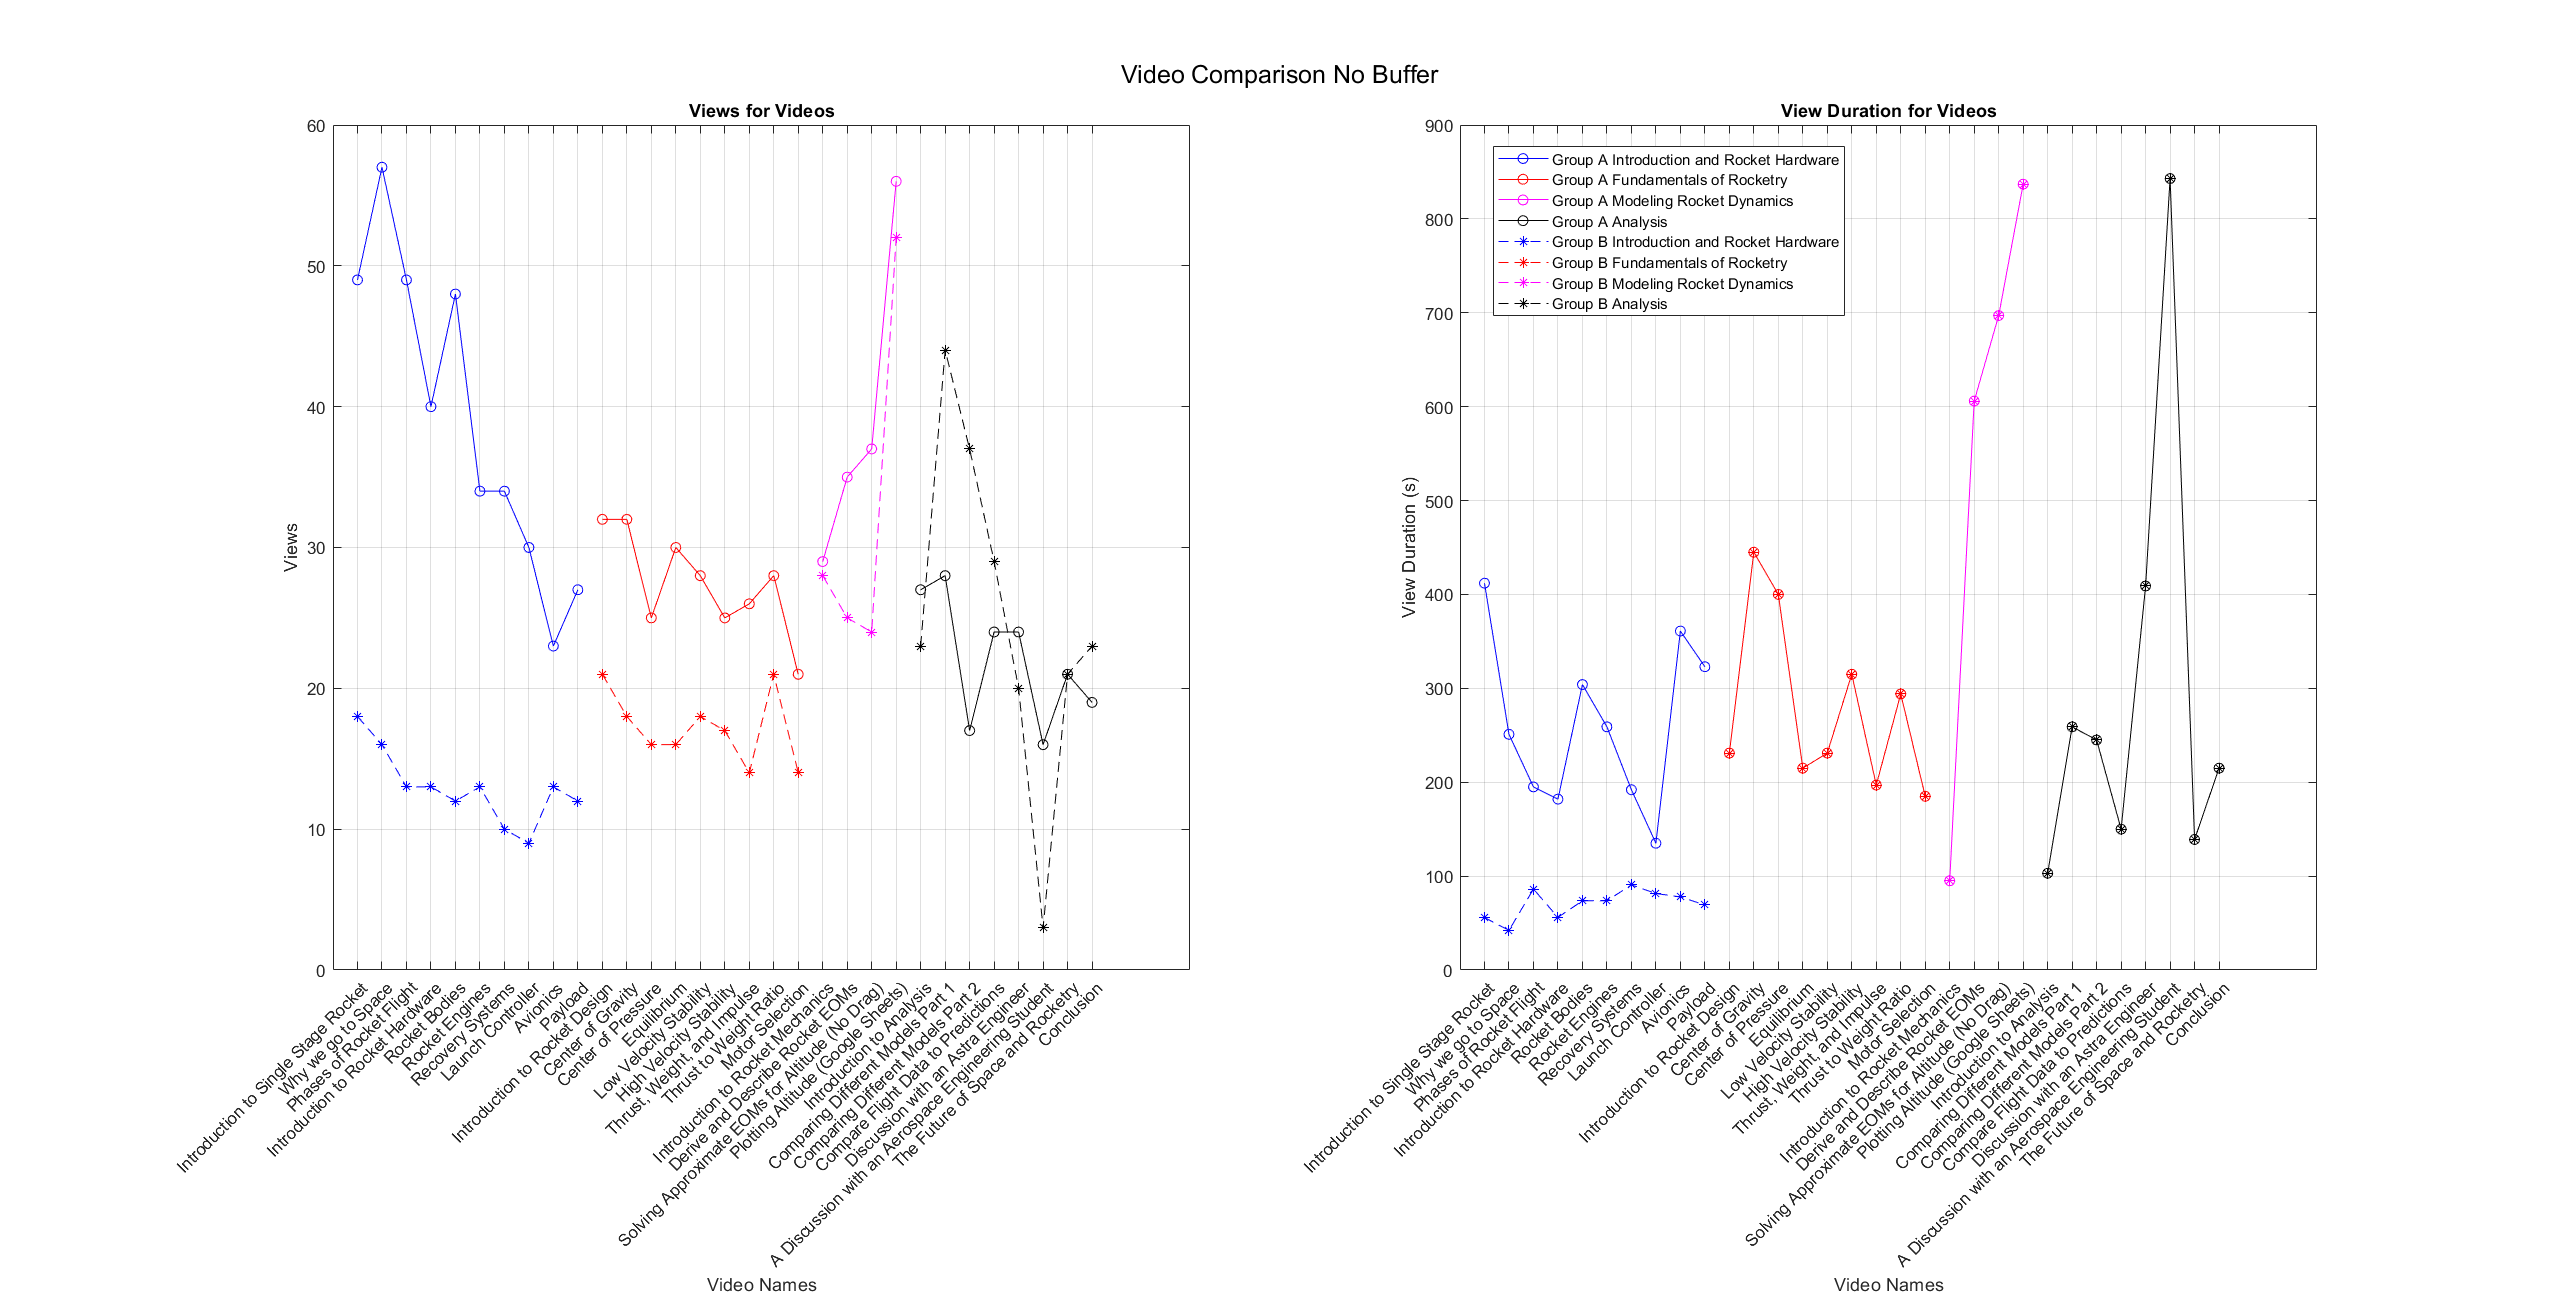 Video Comparison No Buffer
Views for Videos
60
50
40
30
20
10
0
Views
Introduction to Single Stage Rocket
Why we go to Space
Phases of Rocket Flight
Introduction to Rocket Hardware
Rocket Bodies
Rocket Engines
Recovery Systems
Launch Controller
Avionics
Payload
Introduction to Rocket Design
Center of Gravity
Center of Pressure
Equilibrium
Low Velocity Stability
High Velocity Stability
Thrust, Weight, and Impulse
Thrust to Weight Ratio
Motor Selection
Introduction to Rocket Mechanics
Derive and Describe Rocket EOMs
Solving Approximate EOMs for Altitude (No Drag)
Plotting Altitude (Google Sheets)
Introduction to Analysis
Comparing Different Models Part 1
Comparing Different Models Part 2
Compare Flight Data to Predictions
Discussion with an Astra Engineer
A Discussion with an Aerospace Engineering Student
The Future of Space and Rocketry
Conclusion
Video Names
View Duration for Videos
900
800
700
600
500
400
300
200
100
0
View Duration (s)
Group A Introduction and Rocket Hardware
Group A Fundamentals of Rocketry
Group A Modeling Rocket Dynamics
Group A Analysis
Group B Introduction and Rocket Hardware
Group B Fundamentals of Rocketry
Group B Modeling Rocket Dynamics
Group B Analysis
Introduction to Single Stage Rocket
Why we go to Space
Phases of Rocket Flight
Introduction to Rocket Hardware
Rocket Bodies
Rocket Engines
Recovery Systems
Launch Controller
Avionics
Payload
Introduction to Rocket Design
Center of Gravity
Center of Pressure
Equilibrium
Low Velocity Stability
High Velocity Stability
Thrust, Weight, and Impulse
Thrust to Weight Ratio
Motor Selection
Introduction to Rocket Mechanics
Derive and Describe Rocket EOMs
Solving Approximate EOMs for Altitude (No Drag)
Plotting Altitude (Google Sheets)
Introduction to Analysis
Comparing Different Models Part 1
Comparing Different Models Part 2
Compare Flight Data to Predictions
Discussion with an Astra Engineer
A Discussion with an Aerospace Engineering Student
The Future of Space and Rocketry
Conclusion
Video Names